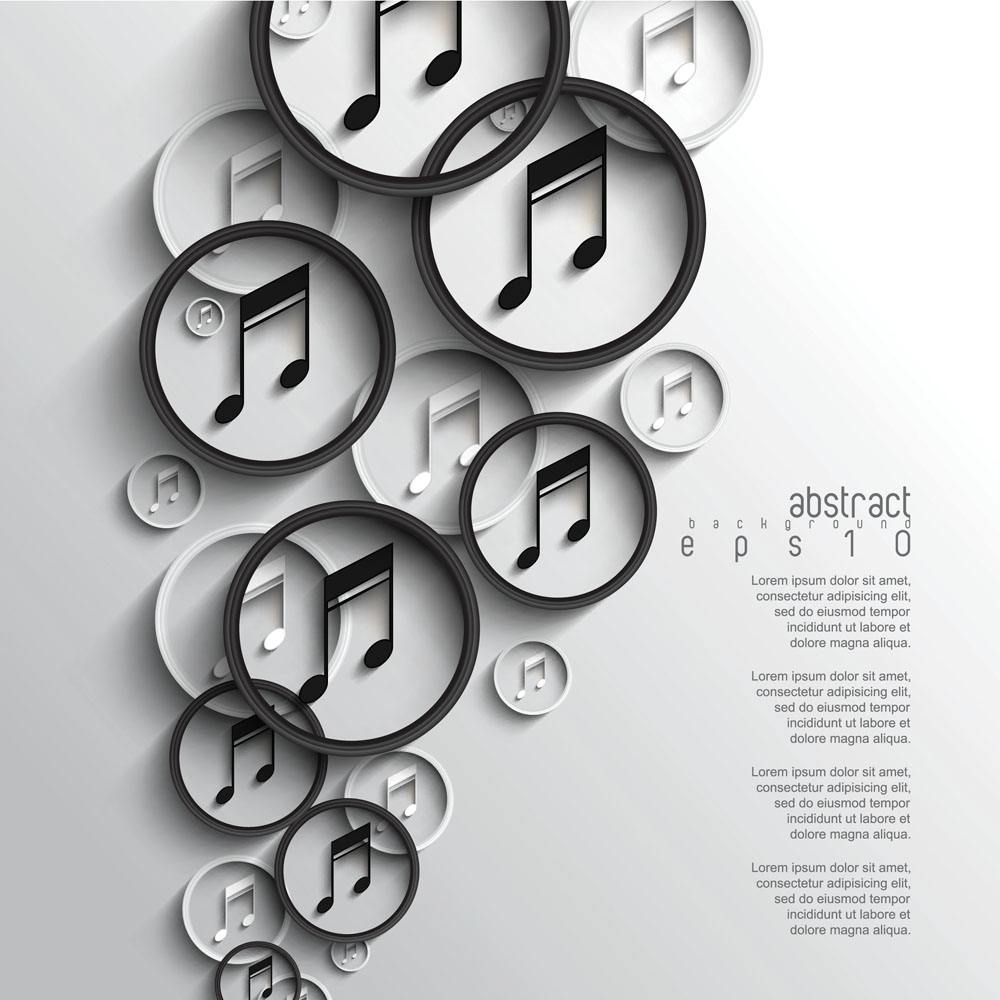 abstract
background
eps10
Lorem ipsum dolor sit amet,
consectetur adipisicing elit,
sed do eiusmod tempor
incididunt ut labore et
dolore magna aliqua.
Lorem ipsum dolor sit amet,
consectetur adipisicing elit,
sed do eiusmod tempor
incididunt ut labore et
dolore magna aliqua.
Lorem ipsum dolor sit amet,
consectetur adipisicing elit,
sed do eiusmod tempor
incididunt ut labore et
dolore magna aliqua.
Lorem ipsum dolor sit amet,
consectetur adipisicing elit,
sed do eiusmod tempor
incididunt ut labore et
dolore magna aliqua.